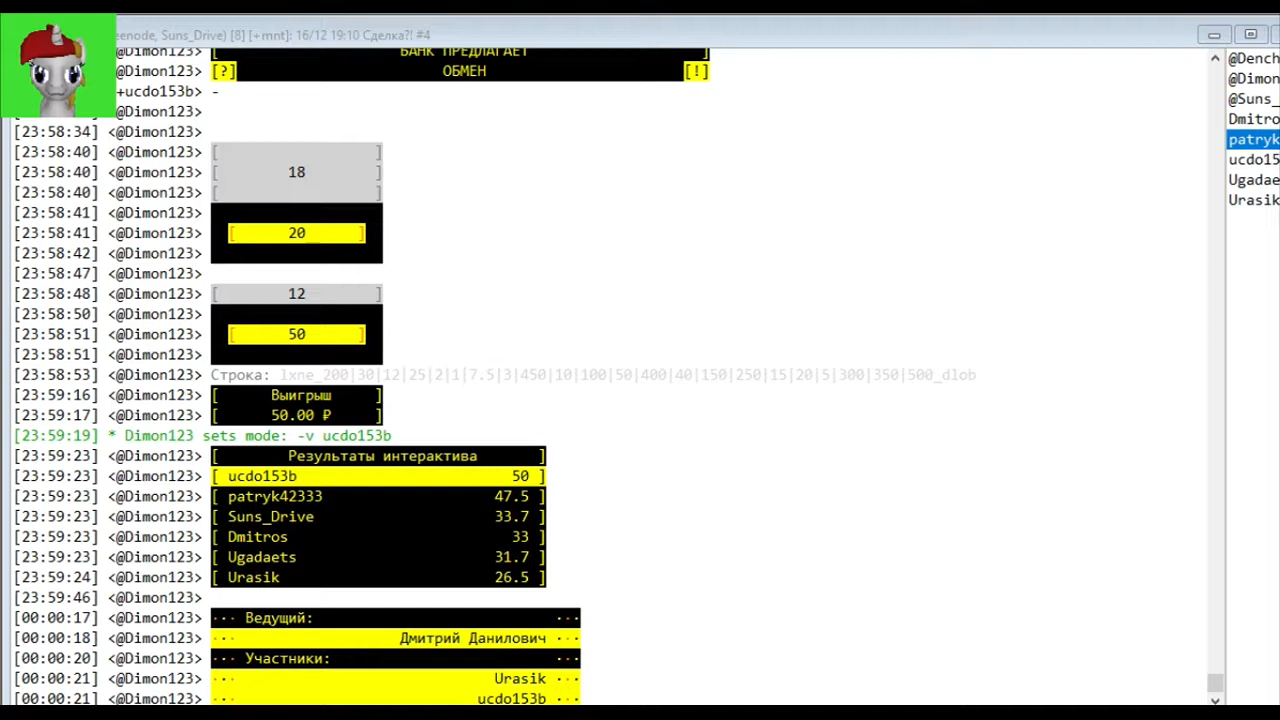 eenode, Suns_Drive) [8] [+mnt]: 16/12 19:10 Сделка?! #4
@Dimon123> [ БАНК ПРЕДЛАГАЕТ ]
@Dimon123> [?] ОБМЕН [!]
+ucdo153b> -
@Dimon123>
[23:58:34] <@Dimon123>
[23:58:40] <@Dimon123> [ ]
[23:58:40] <@Dimon123> [ 18 ]
[23:58:40] <@Dimon123> [ ]
[23:58:41] <@Dimon123>
[23:58:41] <@Dimon123> [ 20 ]
[23:58:42] <@Dimon123>
[23:58:47] <@Dimon123>
[23:58:48] <@Dimon123> [ 12 ]
[23:58:50] <@Dimon123>
[23:58:51] <@Dimon123> [ 50 ]
[23:58:51] <@Dimon123>
[23:58:53] <@Dimon123> Строка: lxne_200|30|12|25|2|1|7.5|3|450|10|100|50|400|40|150|250|15|20|5|300|350|500_dlob
[23:59:16] <@Dimon123> [ Выигрыш ]
[23:59:17] <@Dimon123> [ 50.00 ₽ ]
[23:59:19] * Dimon123 sets mode: -v ucdo153b
[23:59:23] <@Dimon123> [ Результаты интерактива ]
[23:59:23] <@Dimon123> [ ucdo153b 50 ]
[23:59:23] <@Dimon123> [ patryk42333 47.5 ]
[23:59:23] <@Dimon123> [ Suns_Drive 33.7 ]
[23:59:23] <@Dimon123> [ Dmitros 33 ]
[23:59:23] <@Dimon123> [ Ugadaets 31.7 ]
[23:59:24] <@Dimon123> [ Urasik 26.5 ]
[23:59:46] <@Dimon123>
[00:00:17] <@Dimon123> ··· Ведущий: ···
[00:00:18] <@Dimon123> ··· Дмитрий Данилович ···
[00:00:20] <@Dimon123> ··· Участники: ···
[00:00:21] <@Dimon123> ··· Urasik ···
[00:00:21] <@Dimon123> ··· ucdo153b ···
@Dench
@Dimon
@Suns_
Dmitros
patryk
ucdo15
Ugadae
Urasik